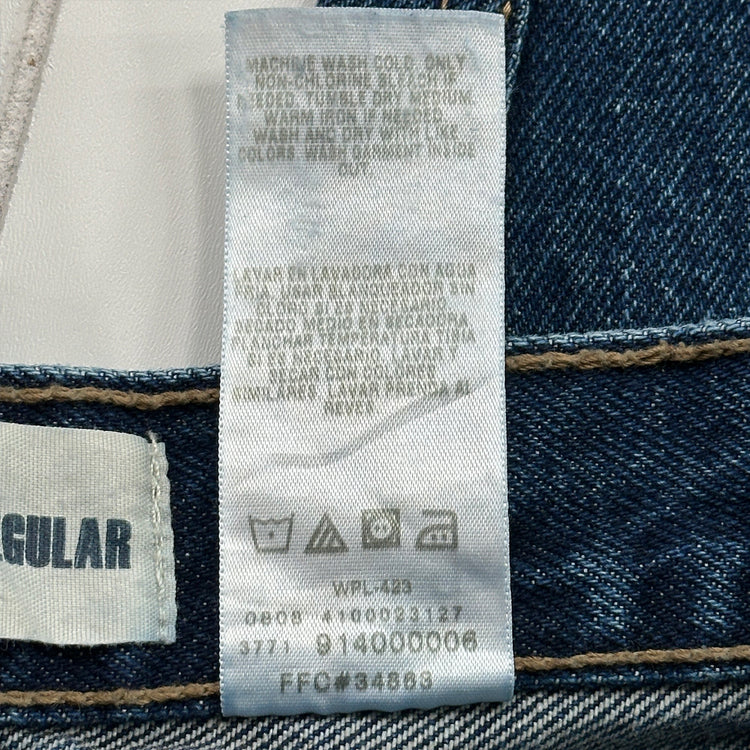 MACHINE WASH COLD. ONLY
NON-CHLORINE BLEACH IF
NEEDED. TUMBLE DRY MEDIUM.
WARM IRON IF NEEDED.
WASH AND DRY WITH LIKE
COLORS. WASH GARMENT INSIDE
OUT.
LAVAR EN LAVADORA CON AGUA
FRIA. USAR BLANQUEADOR SIN
CLORO SI ES NECESARIO
SECADO MEDIO EN SECADORA
PLANCHAR TEMPERATURA TIBIA
SI ES NECESARIO. LAVAR Y
SECAR CON COLORES
SIMILARES. LAVAR PRENDA AL
REVES.
EGULAR
WPL-423
0808 4100023127
3771 914000006
FFC#34863